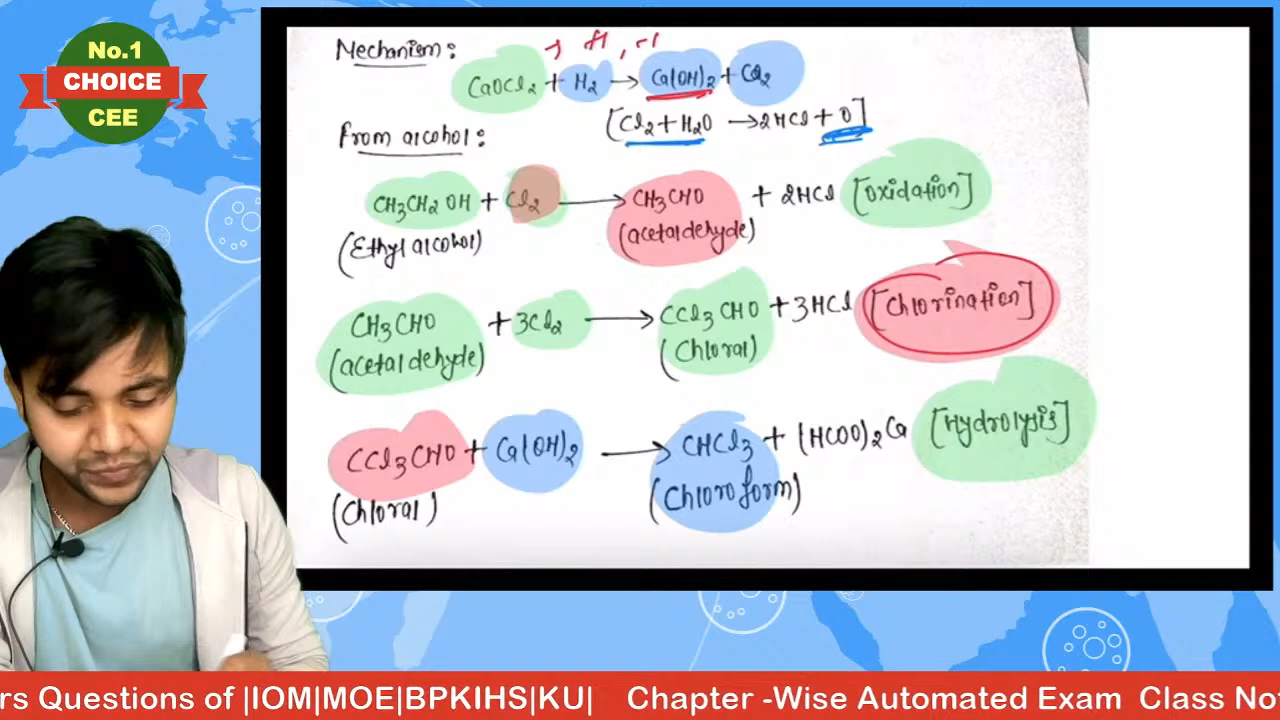 No.1
CHOICE
CEE
Mechanism:
CaOCl2 + H2 → Ca(OH)2 + Cl2
[Cl2 + H2O → 2HCl + O]
From alcohol:
CH3CH2OH + Cl2 → CH3CHO + 2HCl [Oxidation]
(Ethyl alcohol) (acetaldehyde)
CH3CHO + 3Cl2 → CCl3CHO + 3HCl [Chlorination]
(acetaldehyde) (Chloral)
CCl3CHO + Ca(OH)2 → CHCl3 + (HCOO)2Ca [Hydrolysis]
(Chloral) (Chloroform)
rs Questions of |IOM|MOE|BPKIHS|KU| Chapter -Wise Automated Exam Class No